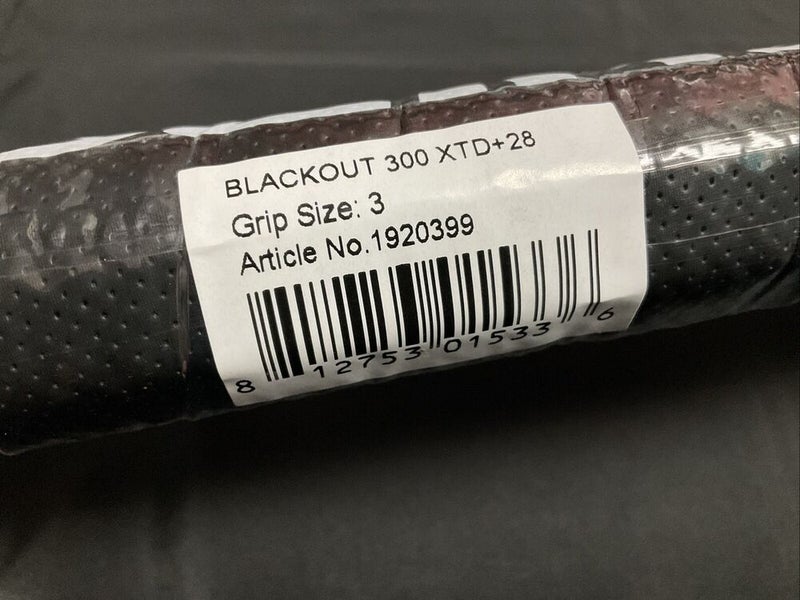 BLACKOUT 300 XTD+28
Grip Size: 3
Article No.1920399
8 12753 01533 6